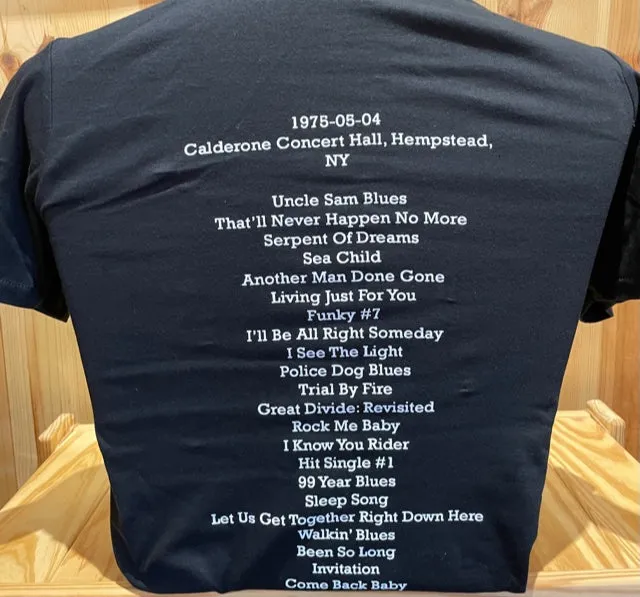 1975-05-04
Calderone Concert Hall, Hempstead,
NY
Uncle Sam Blues
That'll Never Happen No More
Serpent Of Dreams
Sea Child
Another Man Done Gone
Living Just For You
Funky #7
I'll Be All Right Someday
I See The Light
Police Dog Blues
Trial By Fire
Great Divide: Revisited
Rock Me Baby
I Know You Rider
Hit Single #1
99 Year Blues
Sleep Song
Let Us Get Together Right Down Here
Walkin' Blues
Been So Long
Invitation
Come Back Baby